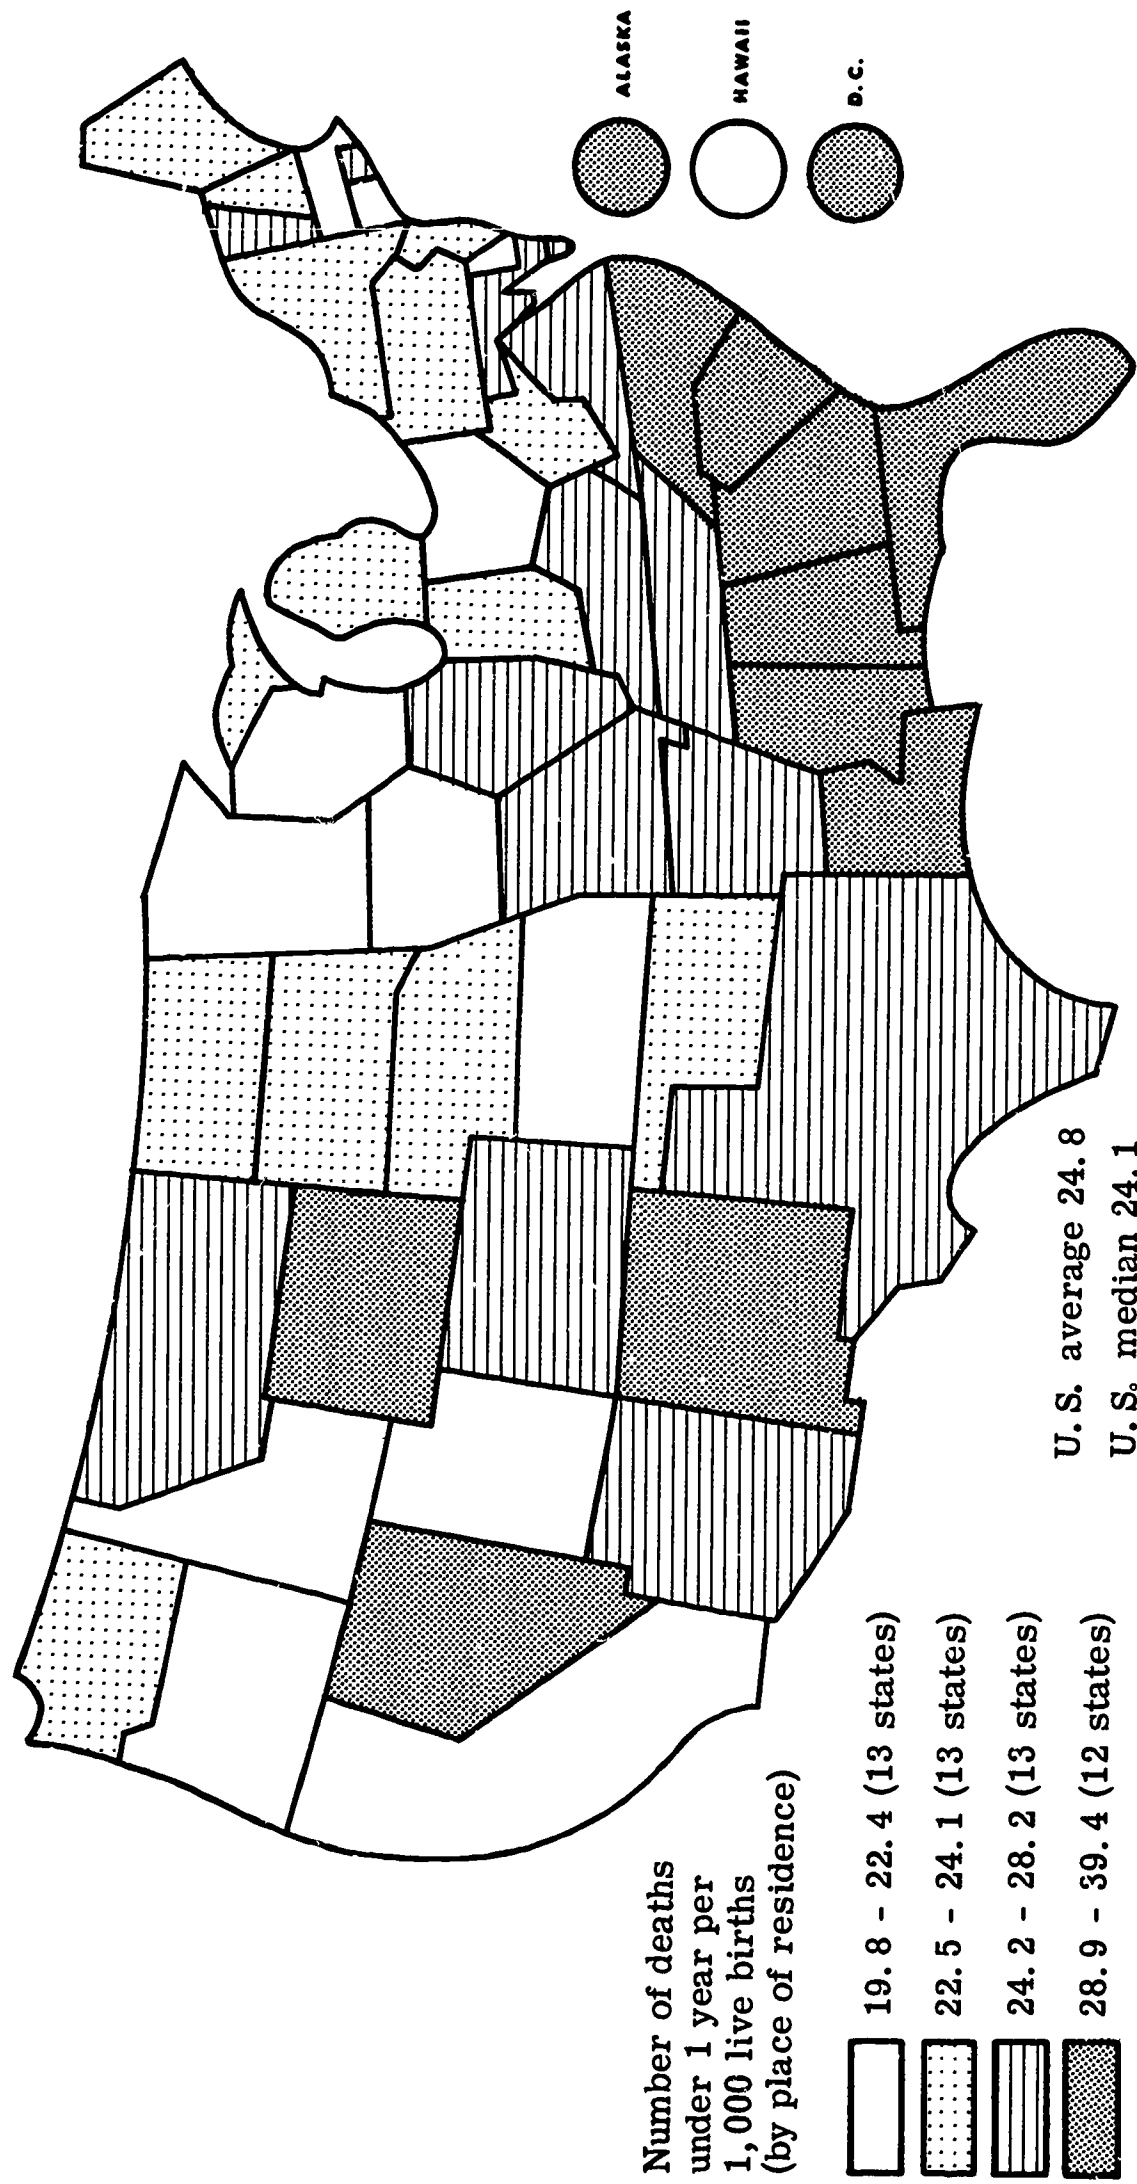 ALASKA
HAWAII
D.C.
U.S. average 24.8
U.S. median 24.1
Number of deaths
under 1 year per
1,000 live births
(by place of residence)
19.8 - 22.4 (13 states)
22.5 - 24.1 (13 states)
24.2 - 28.2 (13 states)
28.9 - 39.4 (12 states)